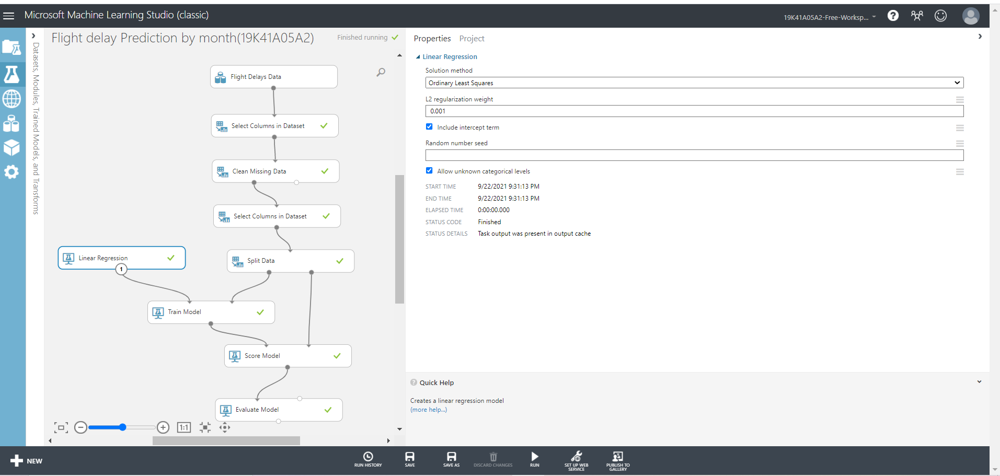 Microsoft Machine Learning Studio (classic)
19K41A05A2-Free-Worksp...
?
Datasets, Modules, Trained Models, and Transforms
Flight delay Prediction by month(19K41A05A2)
Finished running
Flight Delays Data
Select Columns in Dataset
Clean Missing Data
Select Columns in Dataset
Linear Regression
1
Split Data
Train Model
Score Model
Evaluate Model
1:1
Properties Project
Linear Regression
Solution method
Ordinary Least Squares
L2 regularization weight
0.001
Include intercept term
Random number seed
Allow unknown categorical levels
START TIME 9/22/2021 9:31:13 PM
END TIME 9/22/2021 9:31:13 PM
ELAPSED TIME 0:00:00.000
STATUS CODE Finished
STATUS DETAILS Task output was present in output cache
? Quick Help
Creates a linear regression model
(more help...)
NEW
RUN HISTORY
SAVE
SAVE AS
DISCARD CHANGES
RUN
SET UP WEB
SERVICE
PUBLISH TO
GALLERY